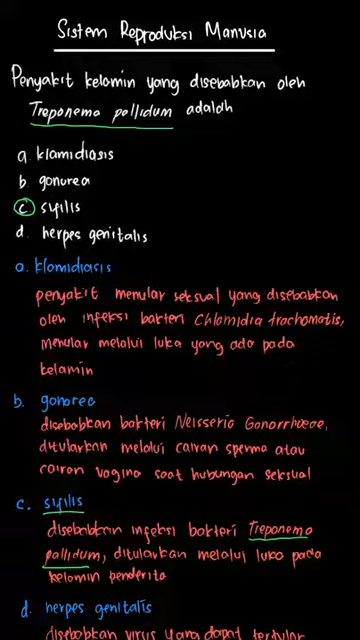 Sistem Reproduksi Manusia
Penyakit kelamin yang disebabkan oleh
Treponema pallidum adalah
a. klamidiasis
b. gonorea
c. sifilis
d. herpes genitalis
a. klamidiasis
penyakit menular seksual yang disebabkan
oleh infeksi bakteri Chlamidia trachomatis,
menular melalui luka yang ada pada
kelamin
b. gonorea
disebabkan bakteri Neisseria Gonorrhoeae,
ditularkan melalui cairan sperma atau
cairan vagina saat hubungan seksual
c. sifilis
disebabkan infeksi bakteri Treponema
pallidum, ditularkan melalui luka pada
kelamin penderita
d. herpes genitalis
disebabkan virus yang dapat tertular